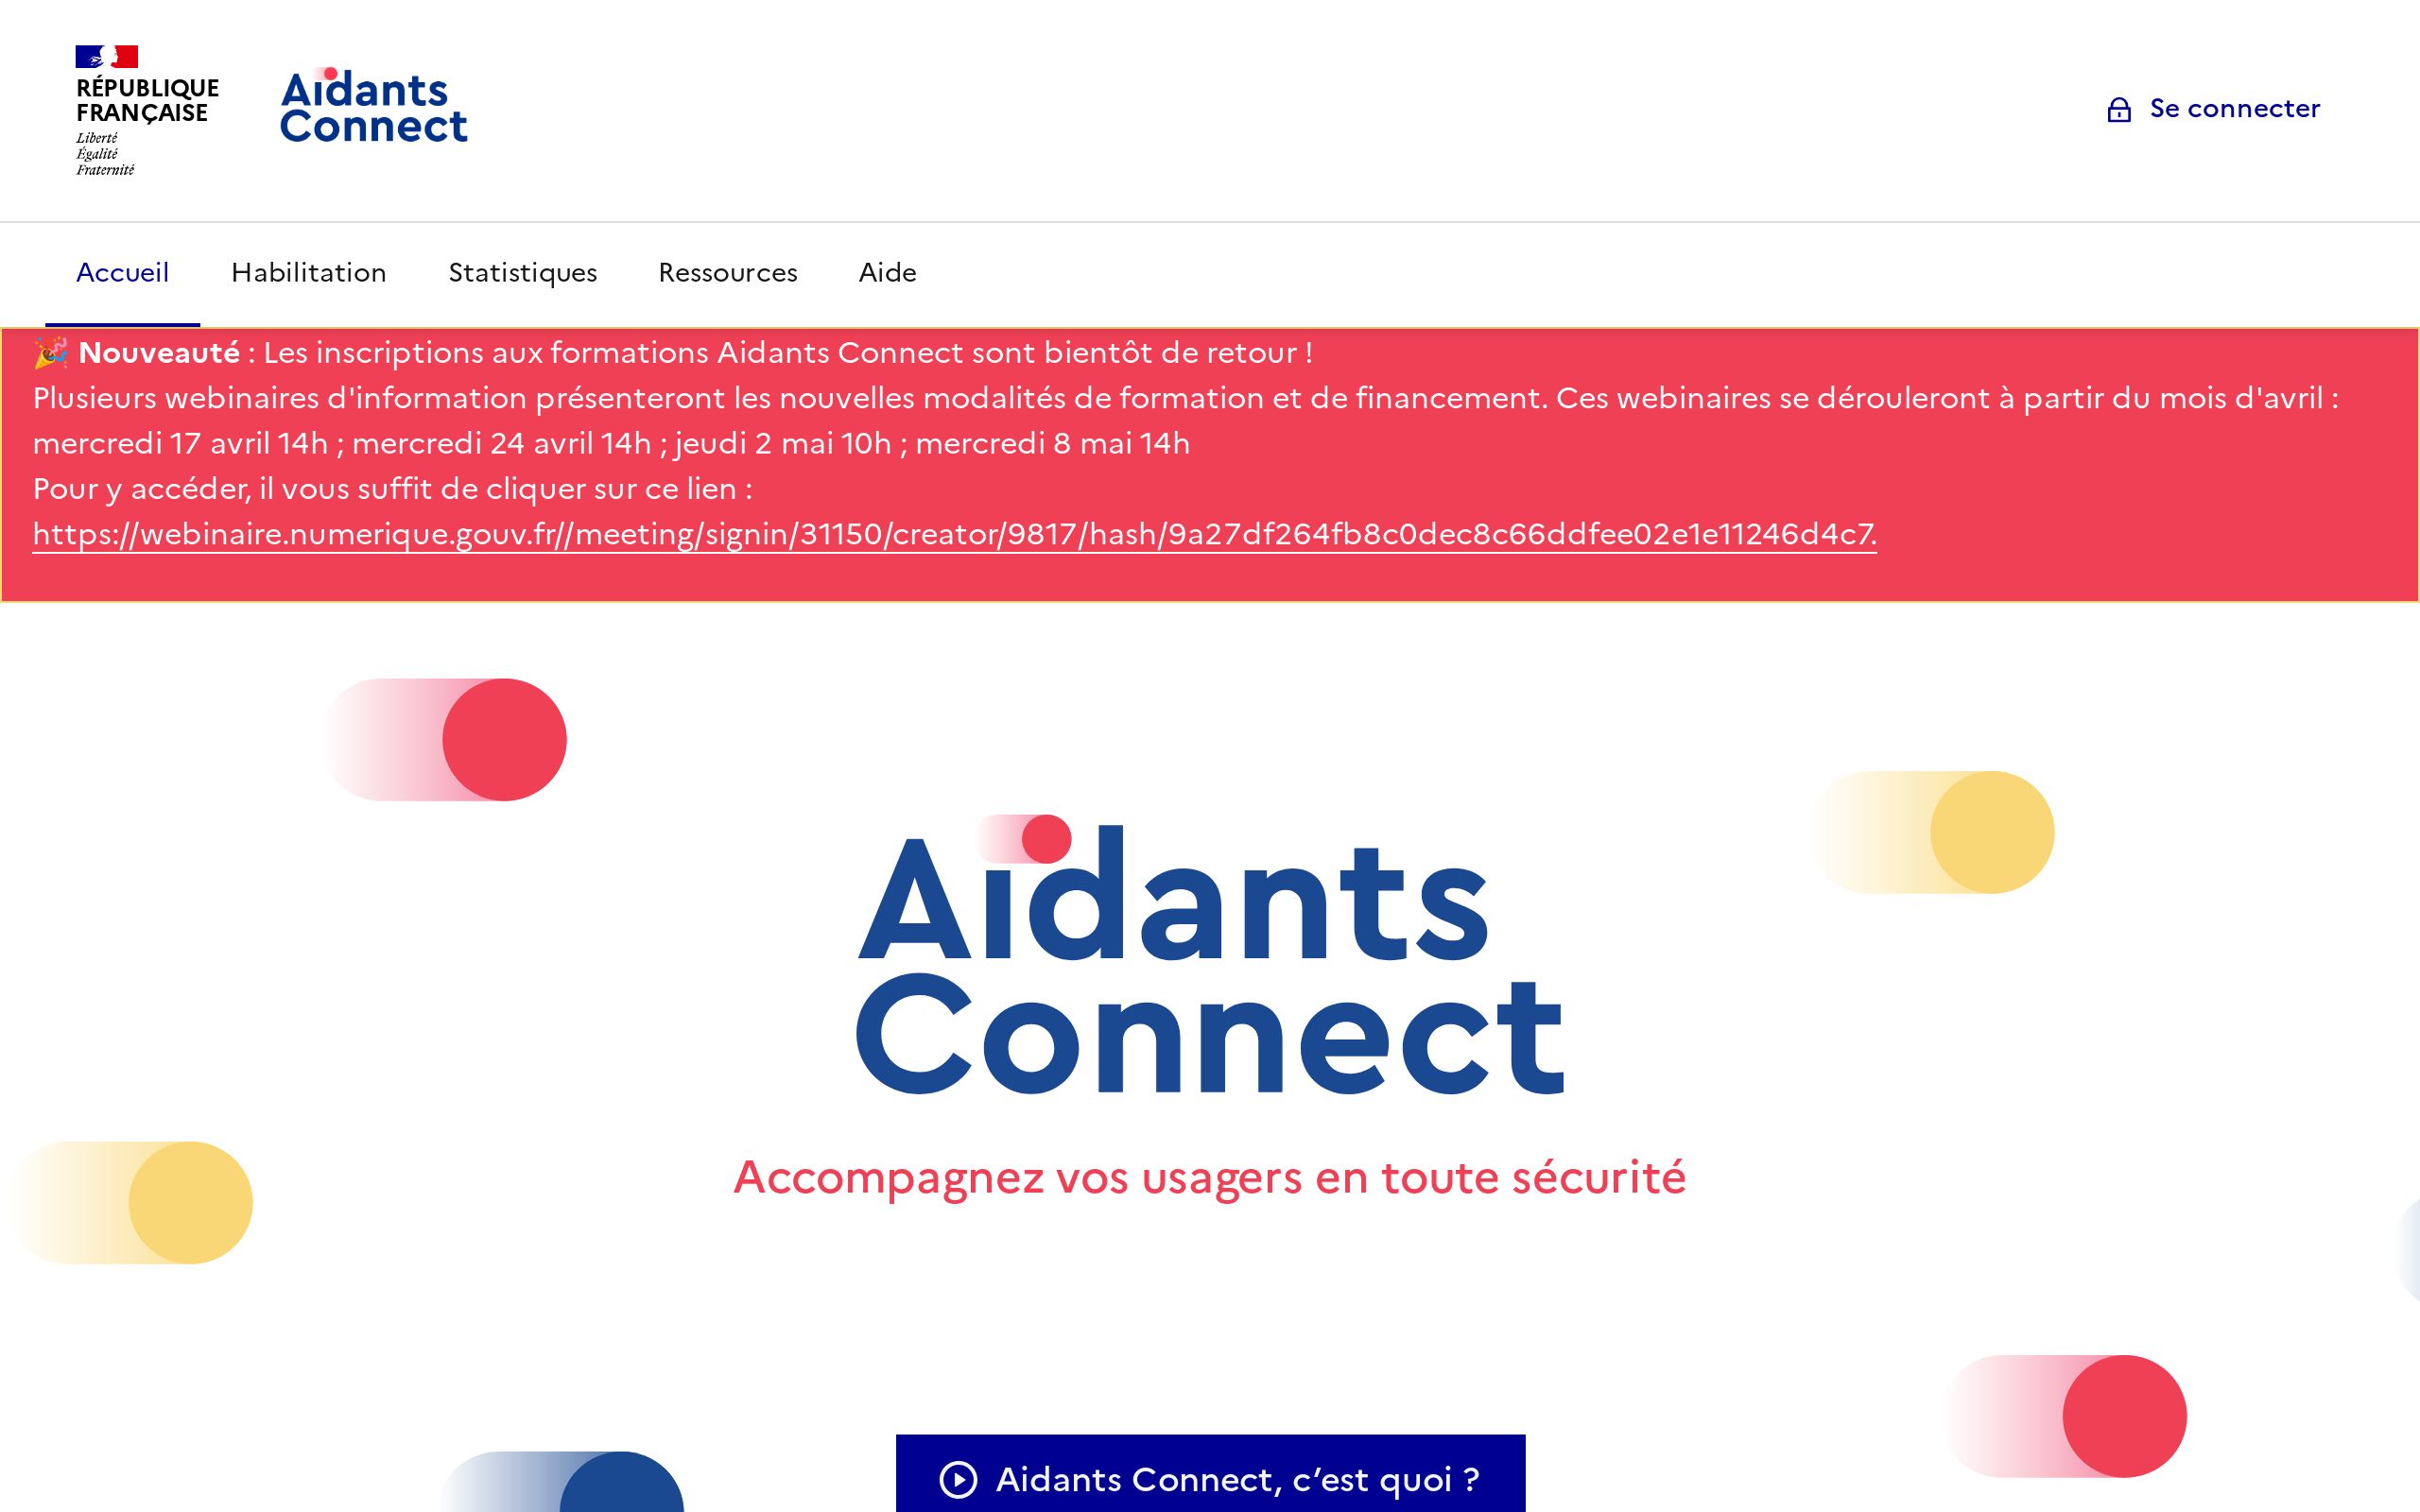 RÉPUBLIQUE
FRANÇAISE
Liberté
Égalité
Fraternité
Aidants
Connect
Se connecter
Accueil
Habilitation
Statistiques
Ressources
Aide
🎉 Nouveauté : Les inscriptions aux formations Aidants Connect sont bientôt de retour !
Plusieurs webinaires d'information présenteront les nouvelles modalités de formation et de financement. Ces webinaires se dérouleront à partir du mois d'avril :
mercredi 17 avril 14h ; mercredi 24 avril 14h ; jeudi 2 mai 10h ; mercredi 8 mai 14h
Pour y accéder, il vous suffit de cliquer sur ce lien :
https://webinaire.numerique.gouv.fr//meeting/signin/31150/creator/9817/hash/9a27df264fb8c0dec8c66ddfee02e1e11246d4c7.
Aidants
Connect
Accompagnez vos usagers en toute sécurité
Aidants Connect, c’est quoi ?